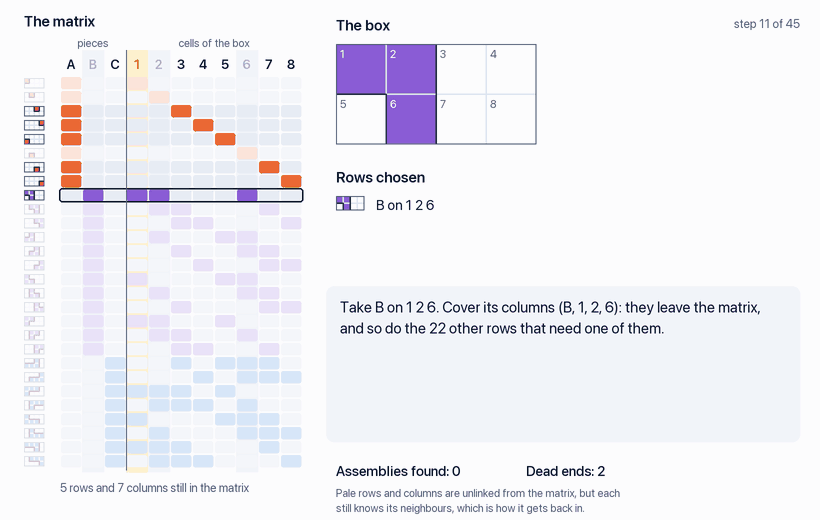 The matrix
pieces
cells of the box
A B C 1 2 3 4 5 6 7 8
5 rows and 7 columns still in the matrix
The box
step 11 of 45
1 2 3 4
5 6 7 8
Rows chosen
B on 1 2 6
Take B on 1 2 6. Cover its columns (B, 1, 2, 6): they leave the matrix,
and so do the 22 other rows that need one of them.
Assemblies found: 0
Dead ends: 2
Pale rows and columns are unlinked from the matrix, but each
still knows its neighbours, which is how it gets back in.